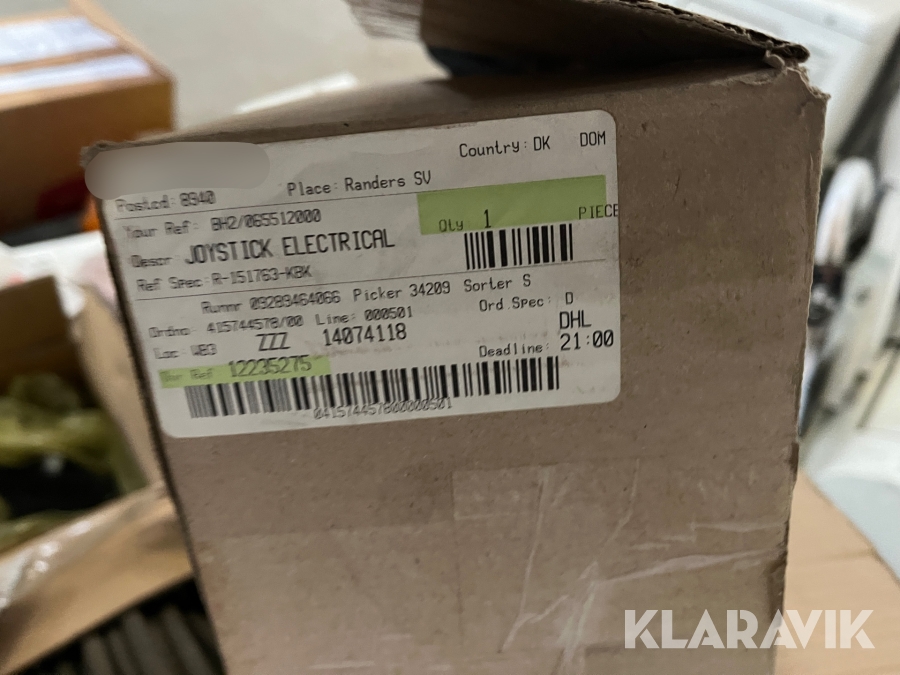 Country: DK DOM
Postcd: 8940 Place: Randers SV
Your Ref: BH2/065512000
Qty 1 PIECE
Descr JOYSTICK ELECTRICAL
Ref Spec: R-151763-KBK
Runnr 09289464066 Picker 34209 Sorter S
Ordno 415744578/00 Line: 000501 Ord.Spec: D
Loc: WB3 ZZZ 14074118 DHL
Deadline: 21:00
Our Ref 12235275
041574457800000501
KLARAVIK